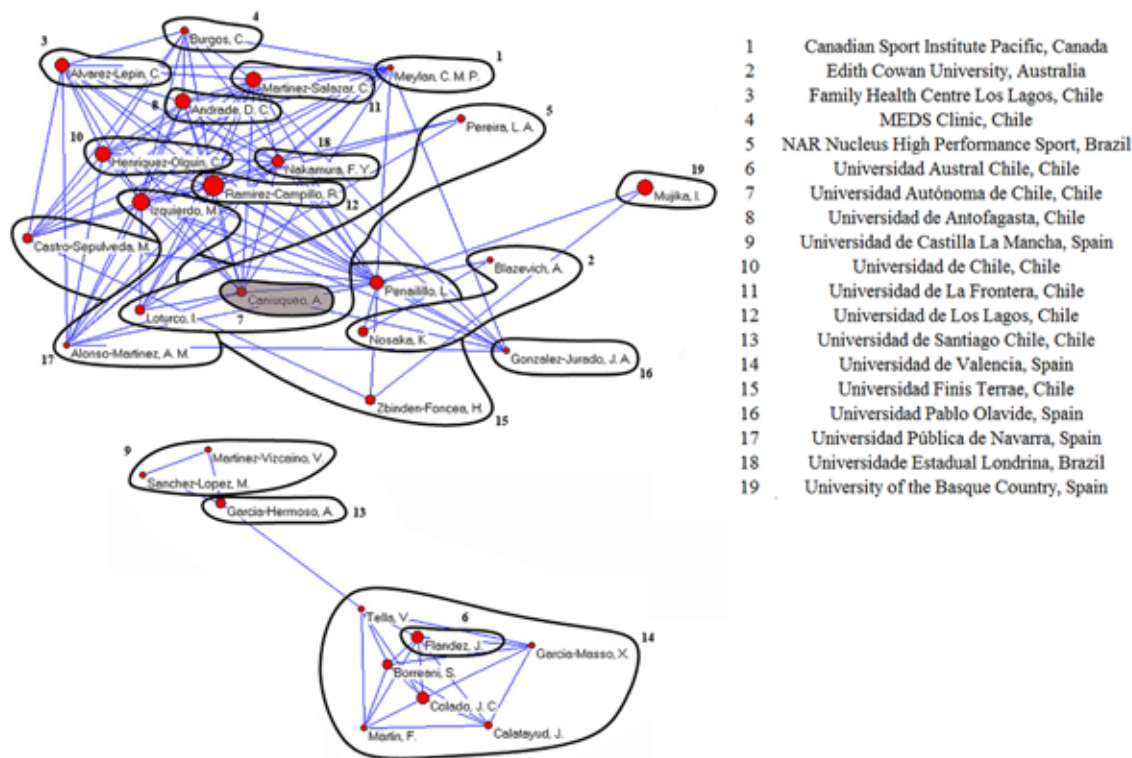 4
Burgos, C.
3
Alvarez-Lepin, C.
1
Meylan, C. M. P.
Martinez-Salazar, C.
11
8
Andrade, D. C.
5
Pereira, L.A.
10
Henriquez-Olguin, C.
18
Nakamura, F. Y.
19
Mujika, I.
Ramirez-Campillo, R.
12
Izquierdo, M.
Castro-Sepulveda, M.
2
Blazevich, A.
Penailillo, L.
Caniuqueo, A.
7
Loturco, I.
Nosaka, K.
17
Alonso-Martinez, A. M.
Gonzalez-Jurado, J.A.
16
Zbinden-Foncea, H.
15
9
Martinez-Vizcaino, V.
Sanchez-Lopez, M.
Garcia-Hermoso, A.
13
Tella, V.
6
Flandez, J.
14
Garcia-Masso, X.
Borreani, S.
Colado, J. C.
Martin, F.
Calatayud, J.
1 Canadian Sport Institute Pacific, Canada
2 Edith Cowan University, Australia
3 Family Health Centre Los Lagos, Chile
4 MEDS Clinic, Chile
5 NAR Nucleus High Performance Sport, Brazil
6 Universidad Austral Chile, Chile
7 Universidad Autónoma de Chile, Chile
8 Universidad de Antofagasta, Chile
9 Universidad de Castilla La Mancha, Spain
10 Universidad de Chile, Chile
11 Universidad de La Frontera, Chile
12 Universidad de Los Lagos, Chile
13 Universidad de Santiago Chile, Chile
14 Universidad de Valencia, Spain
15 Universidad Finis Terrae, Chile
16 Universidad Pablo Olavide, Spain
17 Universidad Pública de Navarra, Spain
18 Universidade Estadual Londrina, Brazil
19 University of the Basque Country, Spain